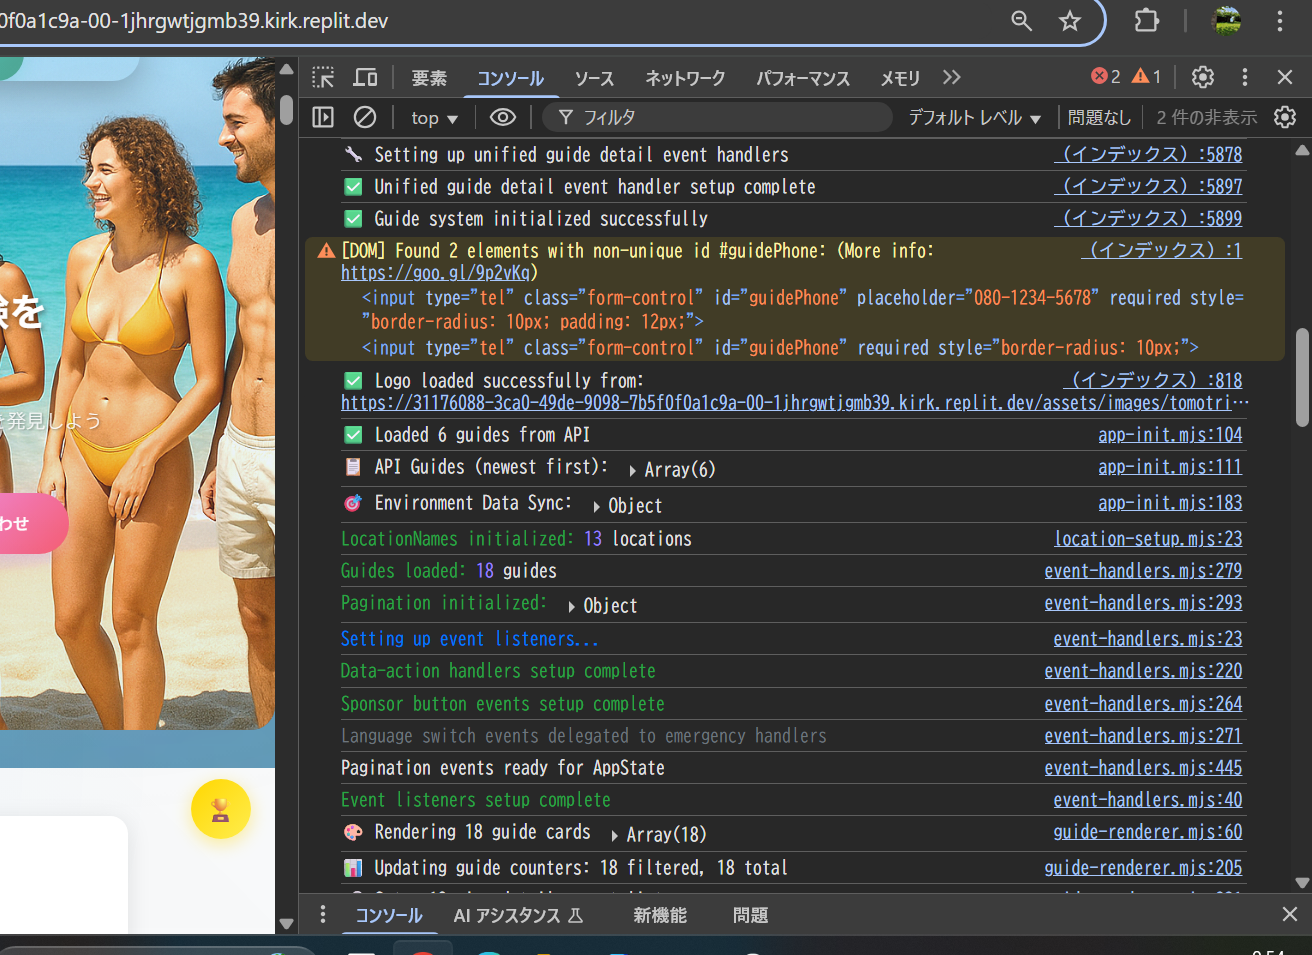 0f0a1c9a-00-1jhrgwtjgmb39.kirk.replit.dev
要素 コンソール ソース ネットワーク パフォーマンス メモリ 2 1
top フィルタ デフォルト レベル 問題なし 2 件の非表示
Setting up unified guide detail event handlers （インデックス）:5878
Unified guide detail event handler setup complete （インデックス）:5897
Guide system initialized successfully （インデックス）:5899
[DOM] Found 2 elements with non-unique id #guidePhone: (More info: （インデックス）:1
https://goo.gl/9p2vKq)
<input type="tel" class="form-control" id="guidePhone" placeholder="080-1234-5678" required style=
"border-radius: 10px; padding: 12px;">
<input type="tel" class="form-control" id="guidePhone" required style="border-radius: 10px;">
Logo loaded successfully from: （インデックス）:818
https://31176088-3ca0-49de-9098-7b5f0f0a1c9a-00-1jhrgwtjgmb39.kirk.replit.dev/assets/images/tomotri…
Loaded 6 guides from API app-init.mjs:104
API Guides (newest first): Array(6) app-init.mjs:111
Environment Data Sync: Object app-init.mjs:183
LocationNames initialized: 13 locations location-setup.mjs:23
Guides loaded: 18 guides event-handlers.mjs:279
Pagination initialized: Object event-handlers.mjs:293
Setting up event listeners... event-handlers.mjs:23
Data-action handlers setup complete event-handlers.mjs:220
Sponsor button events setup complete event-handlers.mjs:264
Language switch events delegated to emergency handlers event-handlers.mjs:271
Pagination events ready for AppState event-handlers.mjs:445
Event listeners setup complete event-handlers.mjs:40
Rendering 18 guide cards Array(18) guide-renderer.mjs:60
Updating guide counters: 18 filtered, 18 total guide-renderer.mjs:205
コンソール AI アシスタンス 新機能 問題
験を
を発見しよう
わせ